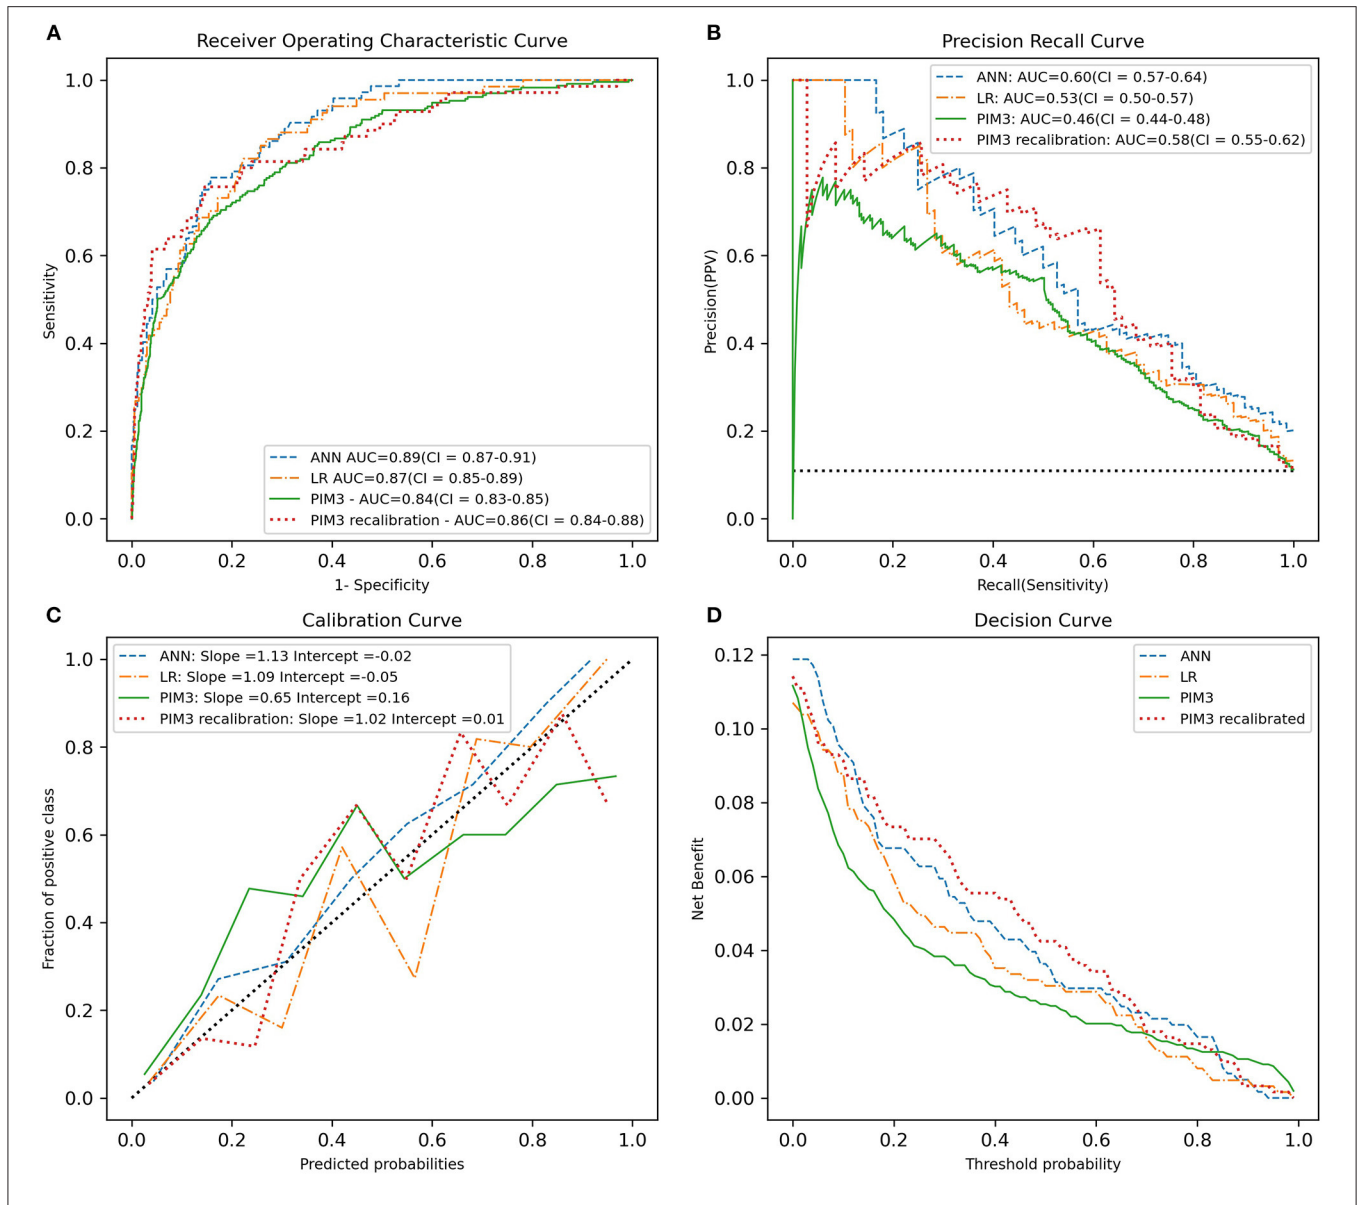 A
Receiver Operating Characteristic Curve
1.0
0.8
0.6
0.4
0.2
0.0
Sensitivity
ANN AUC=0.89(CI = 0.87-0.91)
LR AUC=0.87(CI = 0.85-0.89)
PIM3 - AUC=0.84(CI = 0.83-0.85)
PIM3 recalibration - AUC=0.86(CI = 0.84-0.88)
0.0 0.2 0.4 0.6 0.8 1.0
1- Specificity
B
Precision Recall Curve
1.0
0.8
0.6
0.4
0.2
0.0
Precision(PPV)
ANN: AUC=0.60(CI = 0.57-0.64)
LR: AUC=0.53(CI = 0.50-0.57)
PIM3: AUC=0.46(CI = 0.44-0.48)
PIM3 recalibration: AUC=0.58(CI = 0.55-0.62)
0.0 0.2 0.4 0.6 0.8 1.0
Recall(Sensitivity)
C
Calibration Curve
1.0
0.8
0.6
0.4
0.2
0.0
Fraction of positive class
ANN: Slope =1.13 Intercept =-0.02
LR: Slope =1.09 Intercept =-0.05
PIM3: Slope =0.65 Intercept =0.16
PIM3 recalibration: Slope =1.02 Intercept =0.01
0.0 0.2 0.4 0.6 0.8 1.0
Predicted probabilities
D
Decision Curve
0.12
0.10
0.08
0.06
0.04
0.02
0.00
Net Benefit
ANN
LR
PIM3
PIM3 recalibrated
0.0 0.2 0.4 0.6 0.8 1.0
Threshold probability